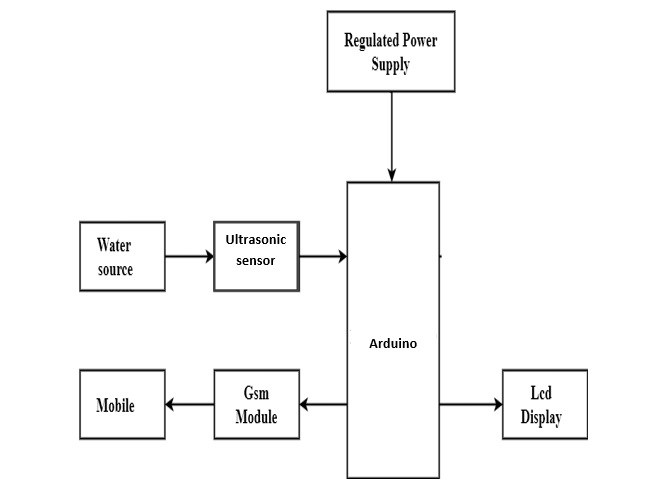 Regulated Power
Supply
Water
source
Ultrasonic
sensor
Arduino
Mobile
Gsm
Module
Lcd
Display